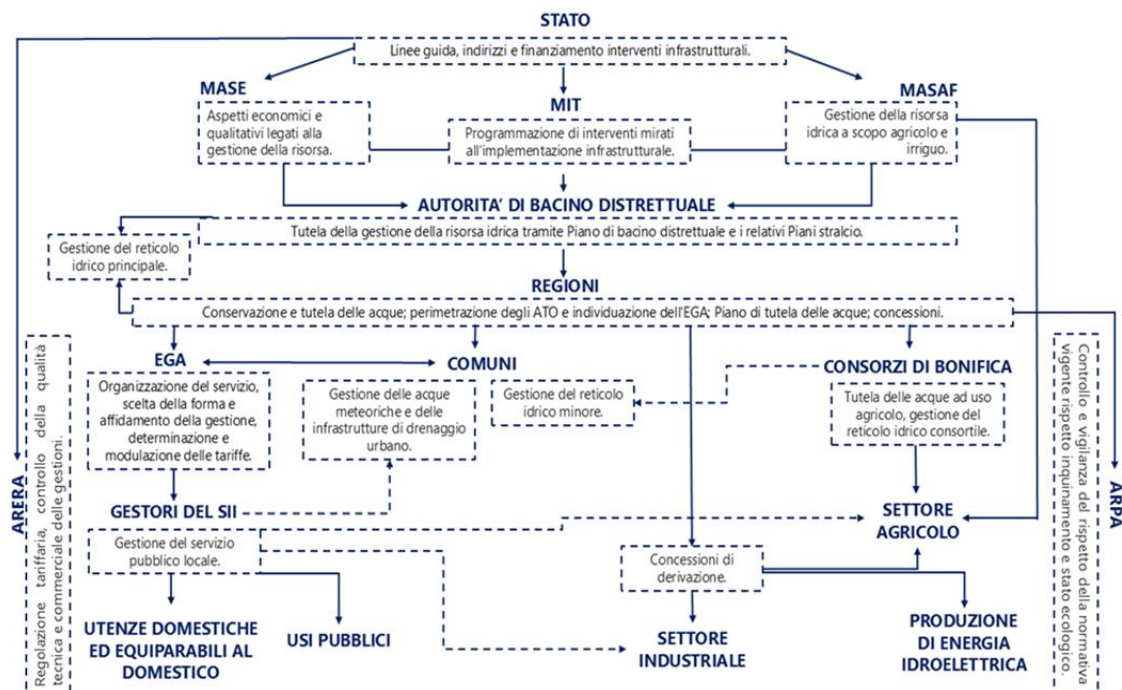 STATO
Linee guida, indirizzi e finanziamento interventi infrastrutturali.
MASE
Aspetti economici e
qualitativi legati alla
gestione della risorsa.
MIT
Programmazione di interventi mirati
all'implementazione infrastrutturale.
MASAF
Gestione della risorsa
idrica a scopo agricolo e
irriguo.
AUTORITA' DI BACINO DISTRETTUALE
Tutela della gestione della risorsa idrica tramite Piano di bacino distrettuale e i relativi Piani stralcio.
Gestione del reticolo
idrico principale.
REGIONI
Conservazione e tutela delle acque; perimetrazione degli ATO e individuazione dell'EGA; Piano di tutela delle acque; concessioni.
EGA
Organizzazione del servizio,
scelta della forma e
affidamento della gestione,
determinazione e
modulazione delle tariffe.
COMUNI
Gestione delle acque
meteoriche e delle
infrastrutture di drenaggio
urbano.
Gestione del reticolo
idrico minore.
CONSORZI DI BONIFICA
Tutela delle acque ad uso
agricolo, gestione del
reticolo idrico consortile.
ARERA
Regolazione tariffaria, controllo della qualità
tecnica e commerciale delle gestioni.
GESTORI DEL SII
Gestione del servizio
pubblico locale.
SETTORE
AGRICOLO
Concessioni di
derivazione.
ARPA
Controllo e vigilanza del rispetto della normativa
vigente rispetto inquinamento e stato ecologico.
UTENZE DOMESTICHE
ED EQUIPARABILI AL
DOMESTICO
USI PUBBLICI
SETTORE
INDUSTRIALE
PRODUZIONE
DI ENERGIA
IDROELETTRICA